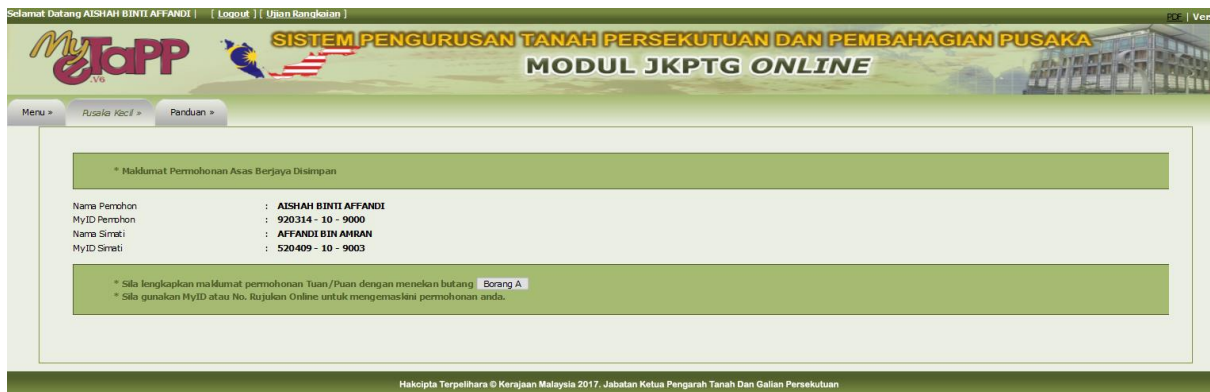 Selamat Datang AISHAH BINTI AFFANDI | [ Logout ] [ Ujian Rangkaian ]
PDF | Ver
MyeTaPP
.V6
SISTEM PENGURUSAN TANAH PERSEKUTUAN DAN PEMBAHAGIAN PUSAKA
MODUL JKPTG ONLINE
Menu » Pusaka Kecil » Panduan »
* Maklumat Permohonan Asas Berjaya Disimpan
Nama Pemohon : AISHAH BINTI AFFANDI
MyID Pemohon : 920314 - 10 - 9000
Nama Simati : AFFANDI BIN AMRAN
MyID Simati : 520409 - 10 - 9003
* Sila lengkapkan maklumat permohonan Tuan/Puan dengan menekan butang Borang A
* Sila gunakan MyID atau No. Rujukan Online untuk mengemaskini permohonan anda.
Hakcipta Terpelihara © Kerajaan Malaysia 2017. Jabatan Ketua Pengarah Tanah Dan Galian Persekutuan